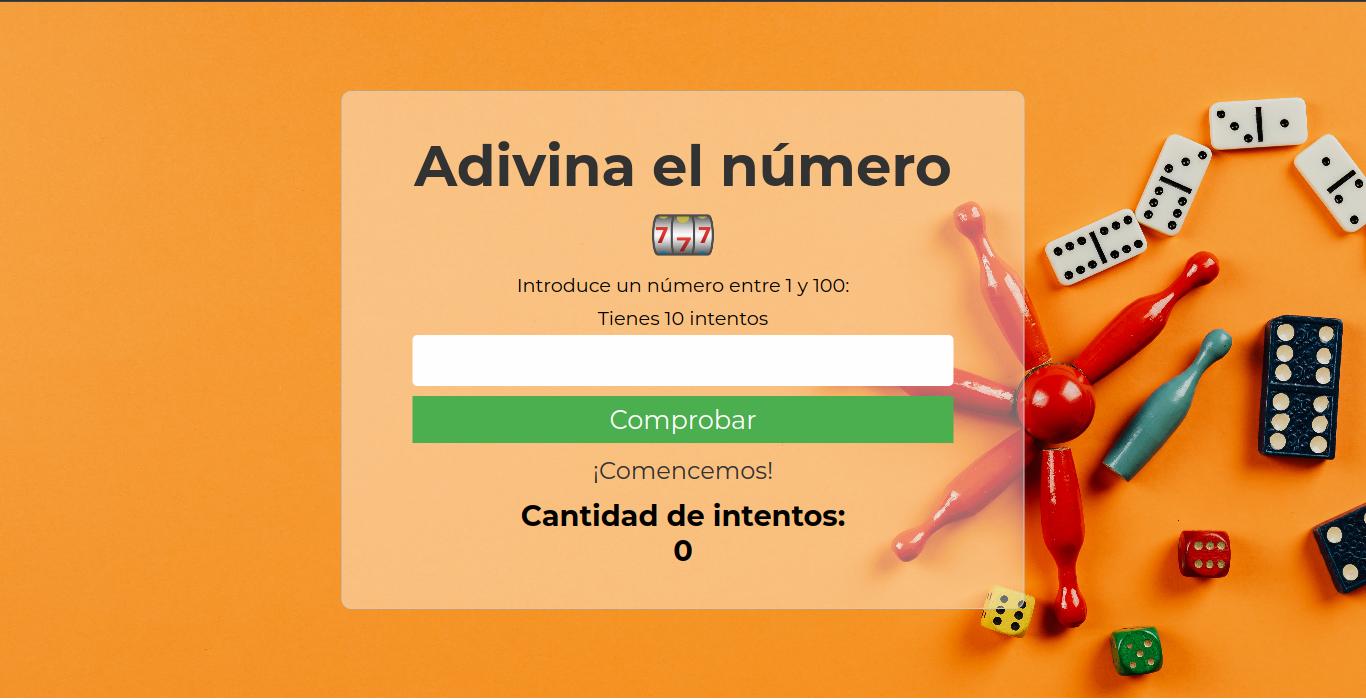 Adivina el número
777
Introduce un número entre 1 y 100:
Tienes 10 intentos
Comprobar
¡Comencemos!
Cantidad de intentos:
0